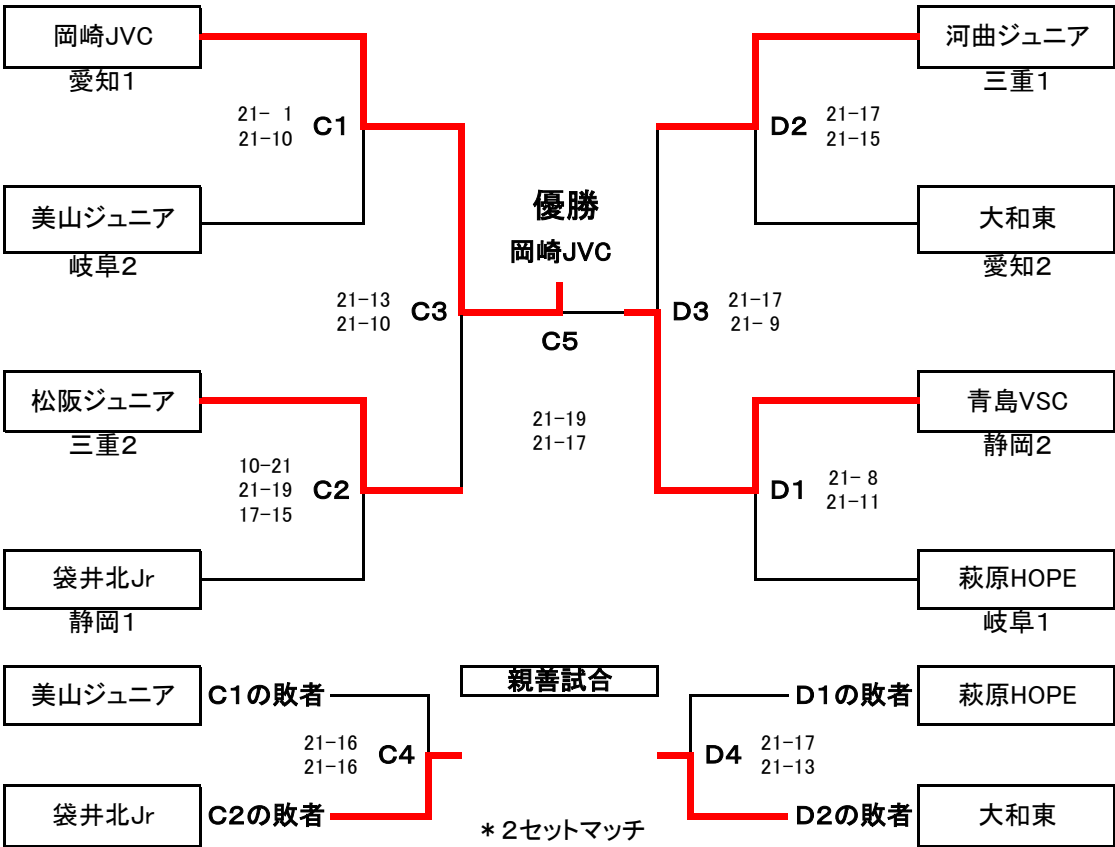 岡崎JVC
愛知1
21- 1
21-10
C1
美山ジュニア
岐阜2
21-13
21-10
C3
松阪ジュニア
三重2
10-21
21-19
17-15
C2
袋井北Jr
静岡1
優勝
岡崎JVC
C5
21-19
21-17
河曲ジュニア
三重1
D2
21-17
21-15
大和東
愛知2
D3
21-17
21- 9
青島VSC
静岡2
D1
21- 8
21-11
萩原HOPE
岐阜1
親善試合
美山ジュニア
C1の敗者
21-16
21-16
C4
袋井北Jr
C2の敗者
D1の敗者
萩原HOPE
D4
21-17
21-13
D2の敗者
大和東
*2セットマッチ